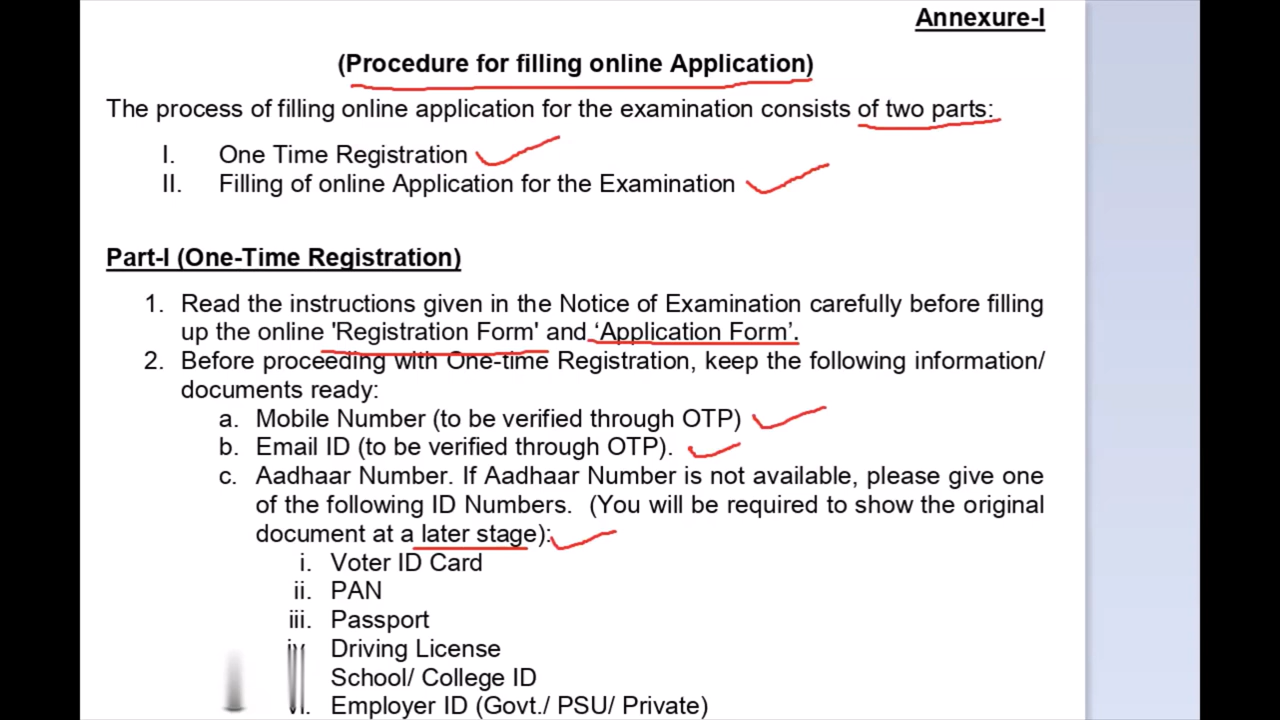 Annexure-I
(Procedure for filling online Application)
The process of filling online application for the examination consists of two parts:
I. One Time Registration
II. Filling of online Application for the Examination
Part-I (One-Time Registration)
1. Read the instructions given in the Notice of Examination carefully before filling
up the online 'Registration Form' and ‘Application Form’.
2. Before proceeding with One-time Registration, keep the following information/
documents ready:
a. Mobile Number (to be verified through OTP)
b. Email ID (to be verified through OTP).
c. Aadhaar Number. If Aadhaar Number is not available, please give one
of the following ID Numbers. (You will be required to show the original
document at a later stage):
i. Voter ID Card
ii. PAN
iii. Passport
Driving License
School/ College ID
Employer ID (Govt./ PSU/ Private)